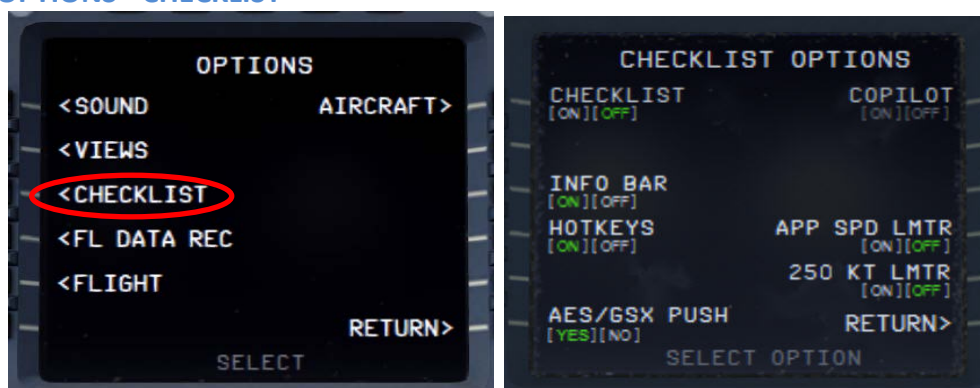 OPTIONS - CHECKLIST
OPTIONS
<SOUND AIRCRAFT>
<VIEWS
<CHECKLIST
<FL DATA REC
<FLIGHT
RETURN>
SELECT
CHECKLIST OPTIONS
CHECKLIST COPILOT
[ON][OFF] [ON][OFF]
INFO BAR
[ON][OFF]
HOTKEYS APP SPD LMTR
[ON][OFF] [ON][OFF]
250 KT LMTR
[ON][OFF]
AES/GSX PUSH RETURN>
[YES][NO]
SELECT OPTION